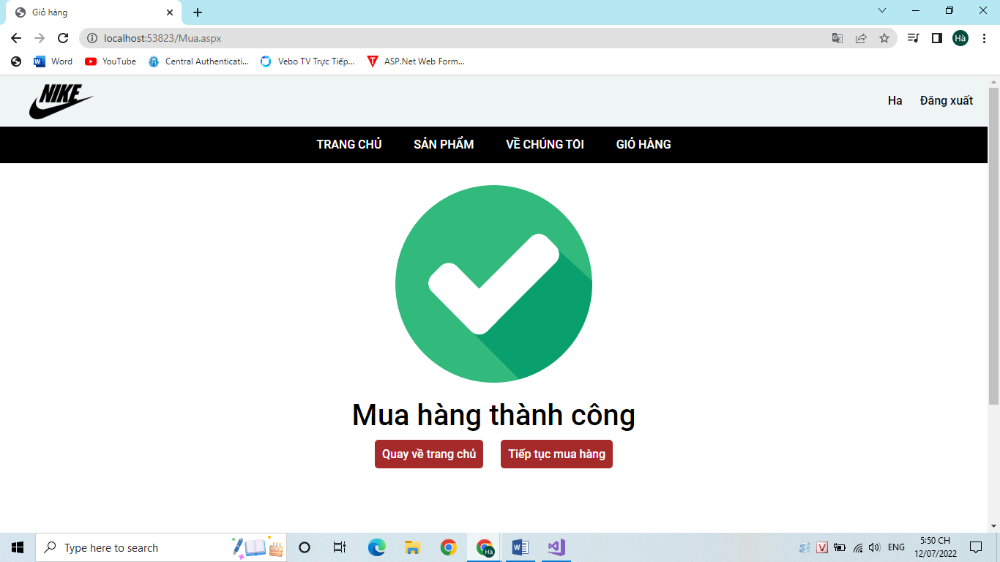 Giỏ hàng
localhost:53823/Mua.aspx
Hà
Word
YouTube
Central Authenticati...
Vebo TV Trực Tiếp...
ASP.Net Web Form...
NIKE
Ha Đăng xuất
TRANG CHỦ SẢN PHẨM VỀ CHÚNG TÔI GIỎ HÀNG
Mua hàng thành công
Quay về trang chủ Tiếp tục mua hàng
Type here to search
Hà
ENG
5:50 CH
12/07/2022